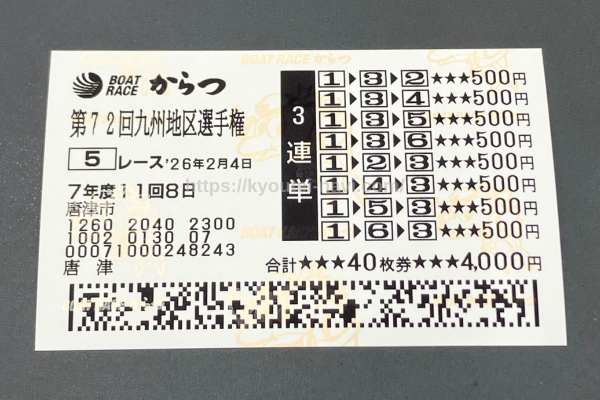 BOAT RACE からつ
第72回九州地区選手権
5 レース '26年2月4日
7年度11回8日
唐津市
1260 2040 2300
1002 0130 07
00071000248243
唐 津
3連単
1▶3▶2★★★500円
1▶3▶4★★★500円
1▶3▶5★★★500円
1▶3▶6★★★500円
1▶2▶3★★★500円
1▶4▶3★★★500円
1▶5▶3★★★500円
1▶6▶3★★★500円
合計★★★40枚券★★★4,000円